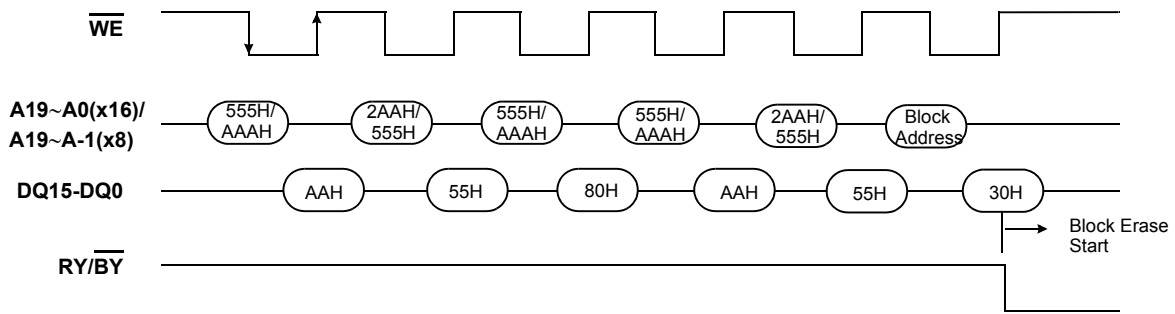 WE
A19~A0(x16)/
A19~A-1(x8)
555H/
AAAH
2AAH/
555H
555H/
AAAH
555H/
AAAH
2AAH/
555H
Block
Address
DQ15-DQ0
AAH
55H
80H
AAH
55H
30H
Block Erase
Start
RY/BY